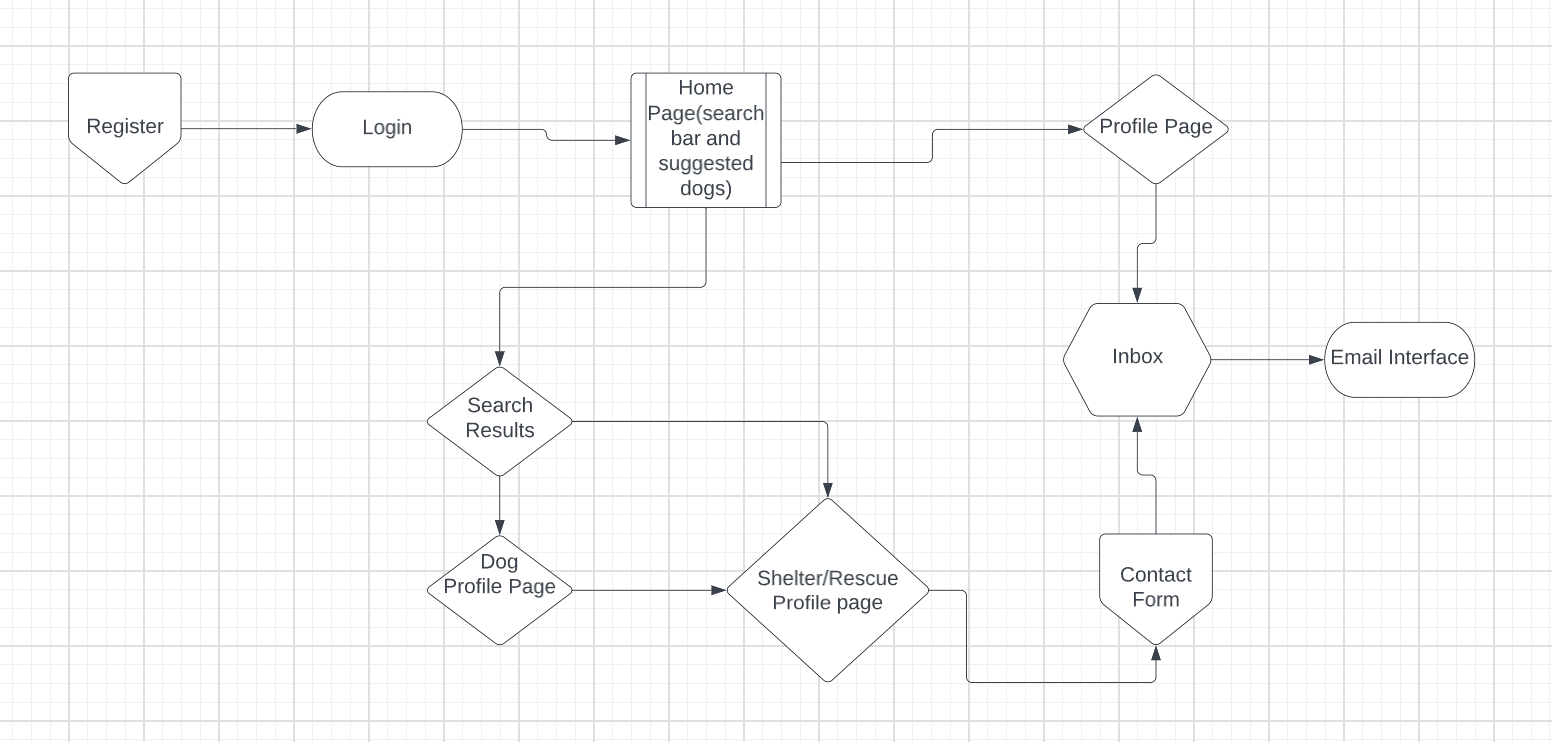 Register
Login
Home
Page(search
bar and
suggested
dogs)
Profile Page
Inbox
Email Interface
Search
Results
Dog
Profile Page
Shelter/Rescue
Profile page
Contact
Form